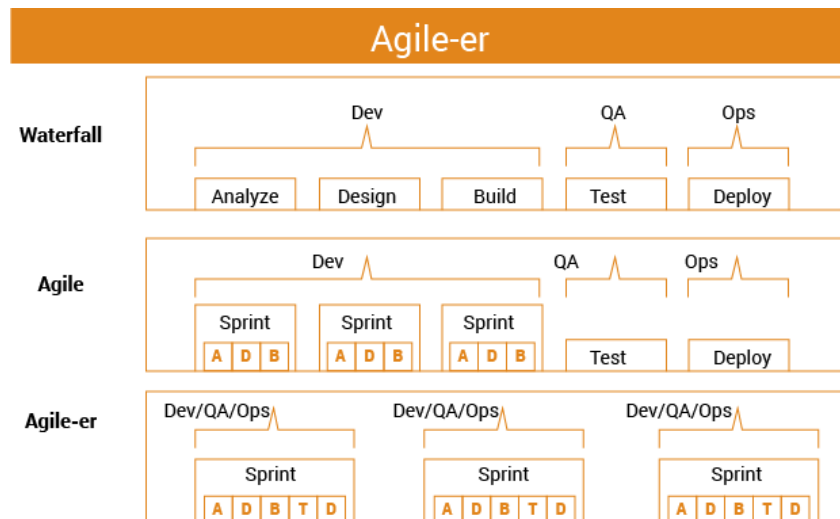 Agile-er
Dev QA Ops
Waterfall
Analyze Design Build Test Deploy
Dev QA Ops
Agile
Sprint Sprint Sprint
A D B A D B A D B Test Deploy
Dev/QA/Ops Dev/QA/Ops Dev/QA/Ops
Agile-er
Sprint Sprint Sprint
A D B T D A D B T D A D B T D